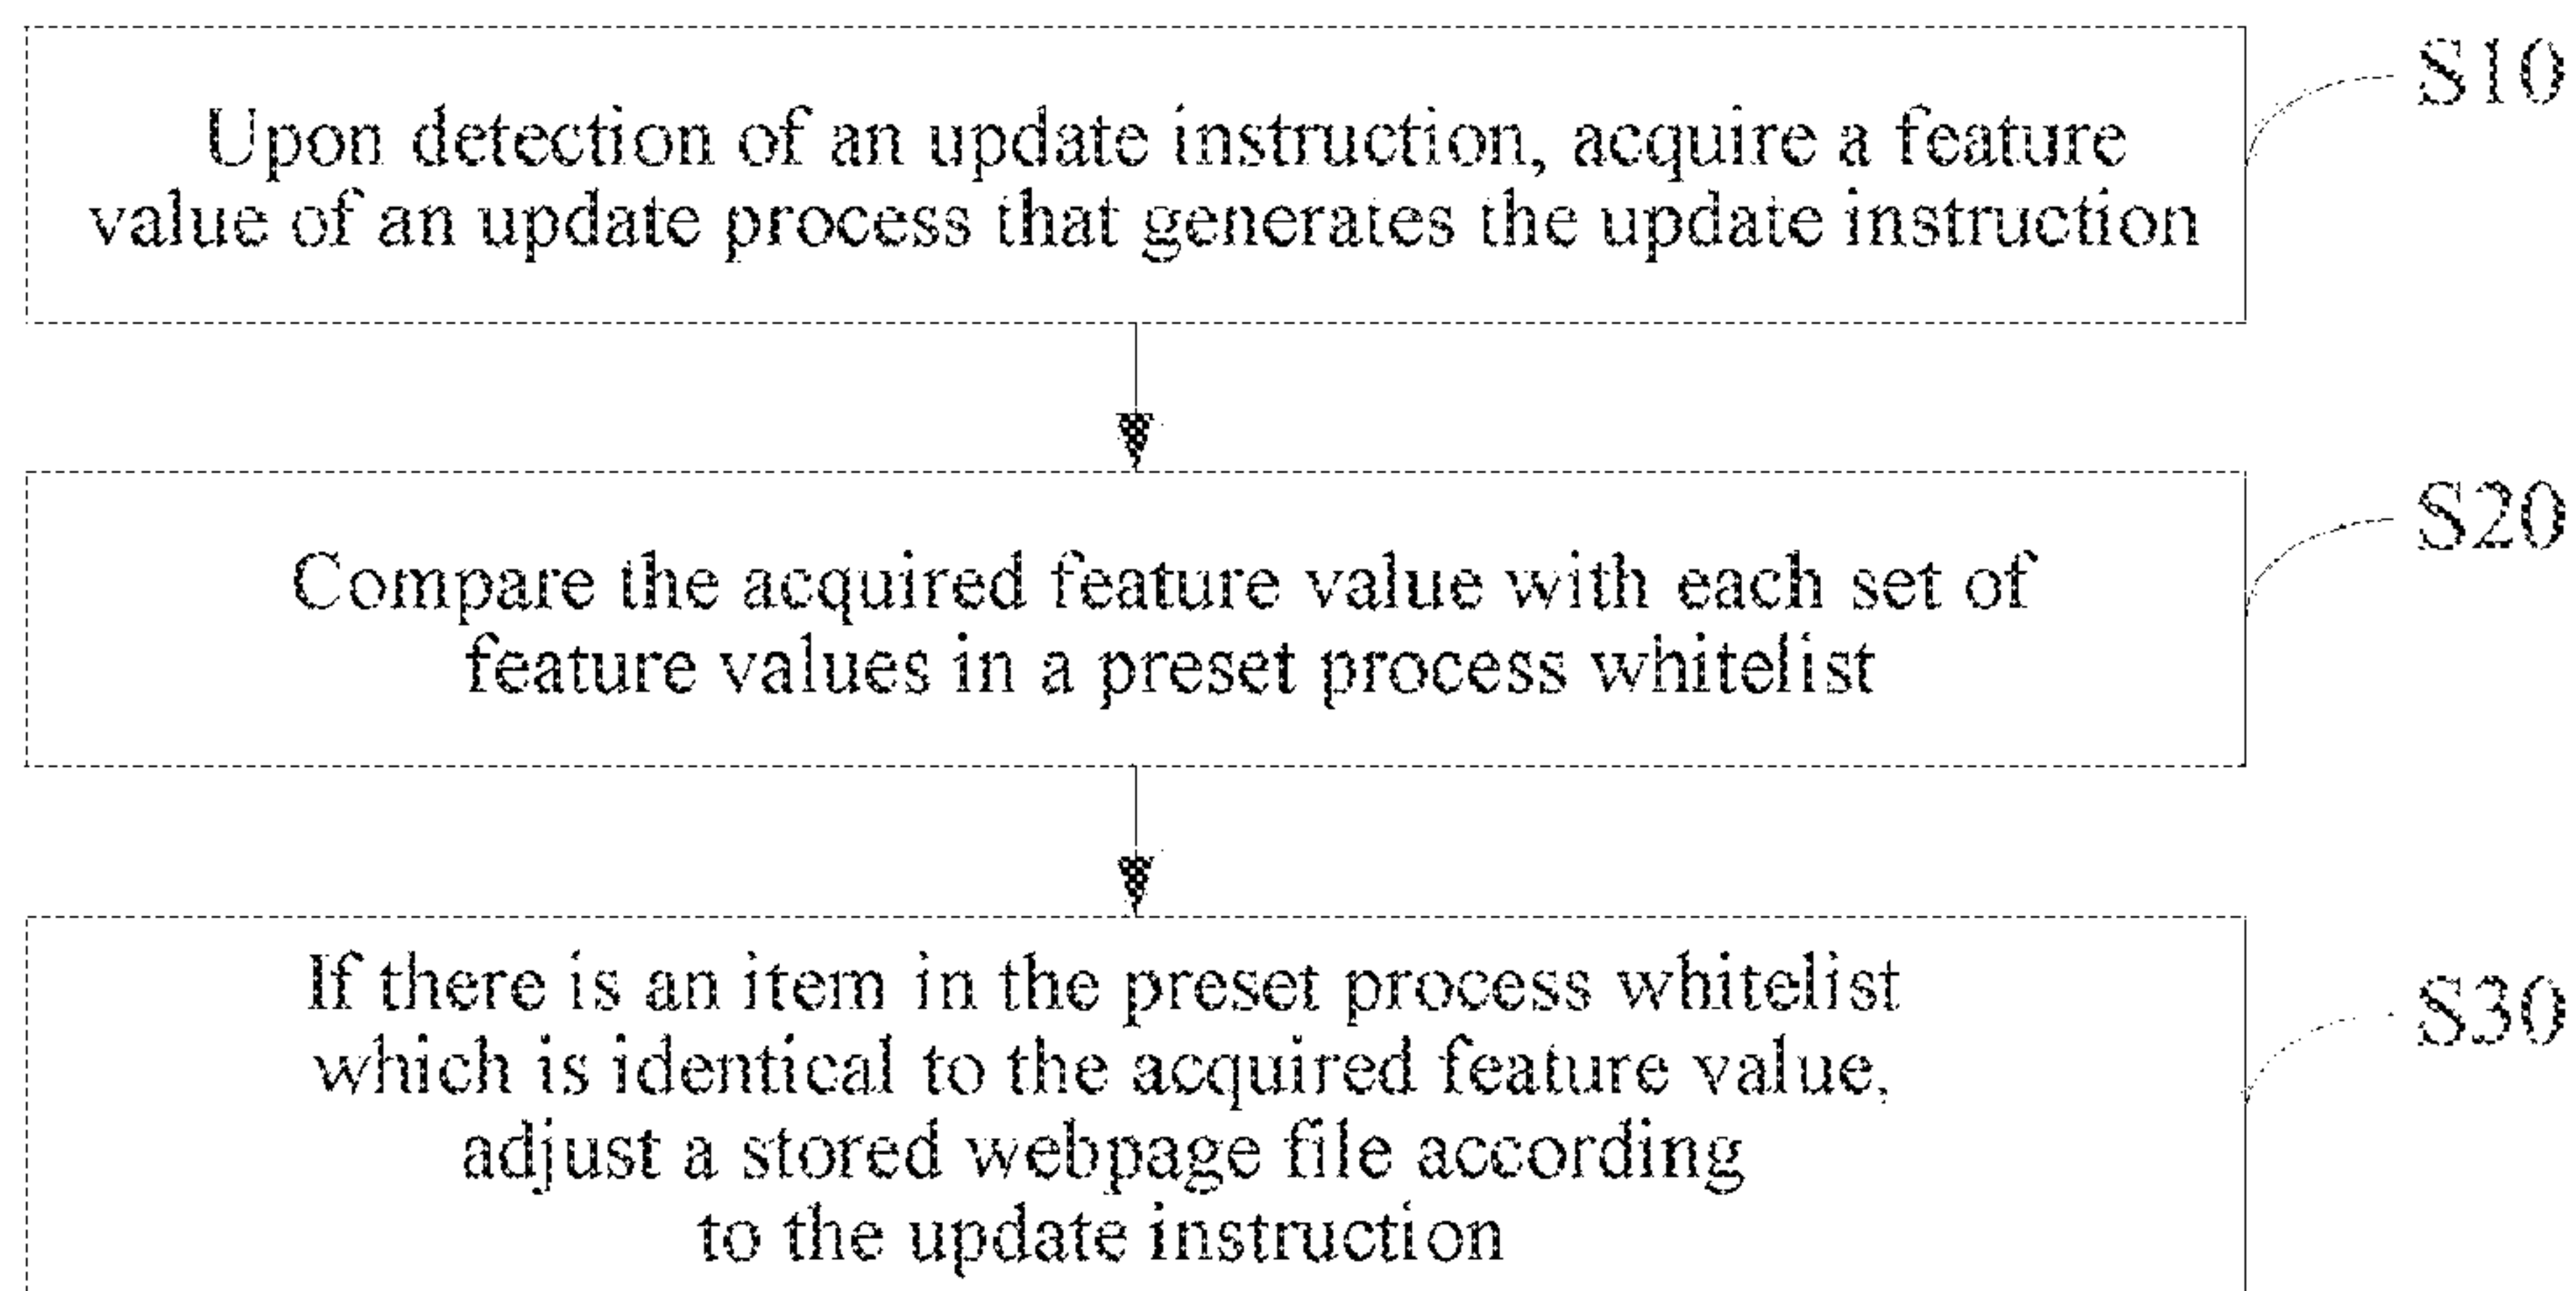 Upon detection of an update instruction, acquire a feature
value of an update process that generates the update instruction
S10
Compare the acquired feature value with each set of
feature values in a preset process whitelist
S20
If there is an item in the preset process whitelist
which is identical to the acquired feature value,
adjust a stored webpage file according
to the update instruction
S30